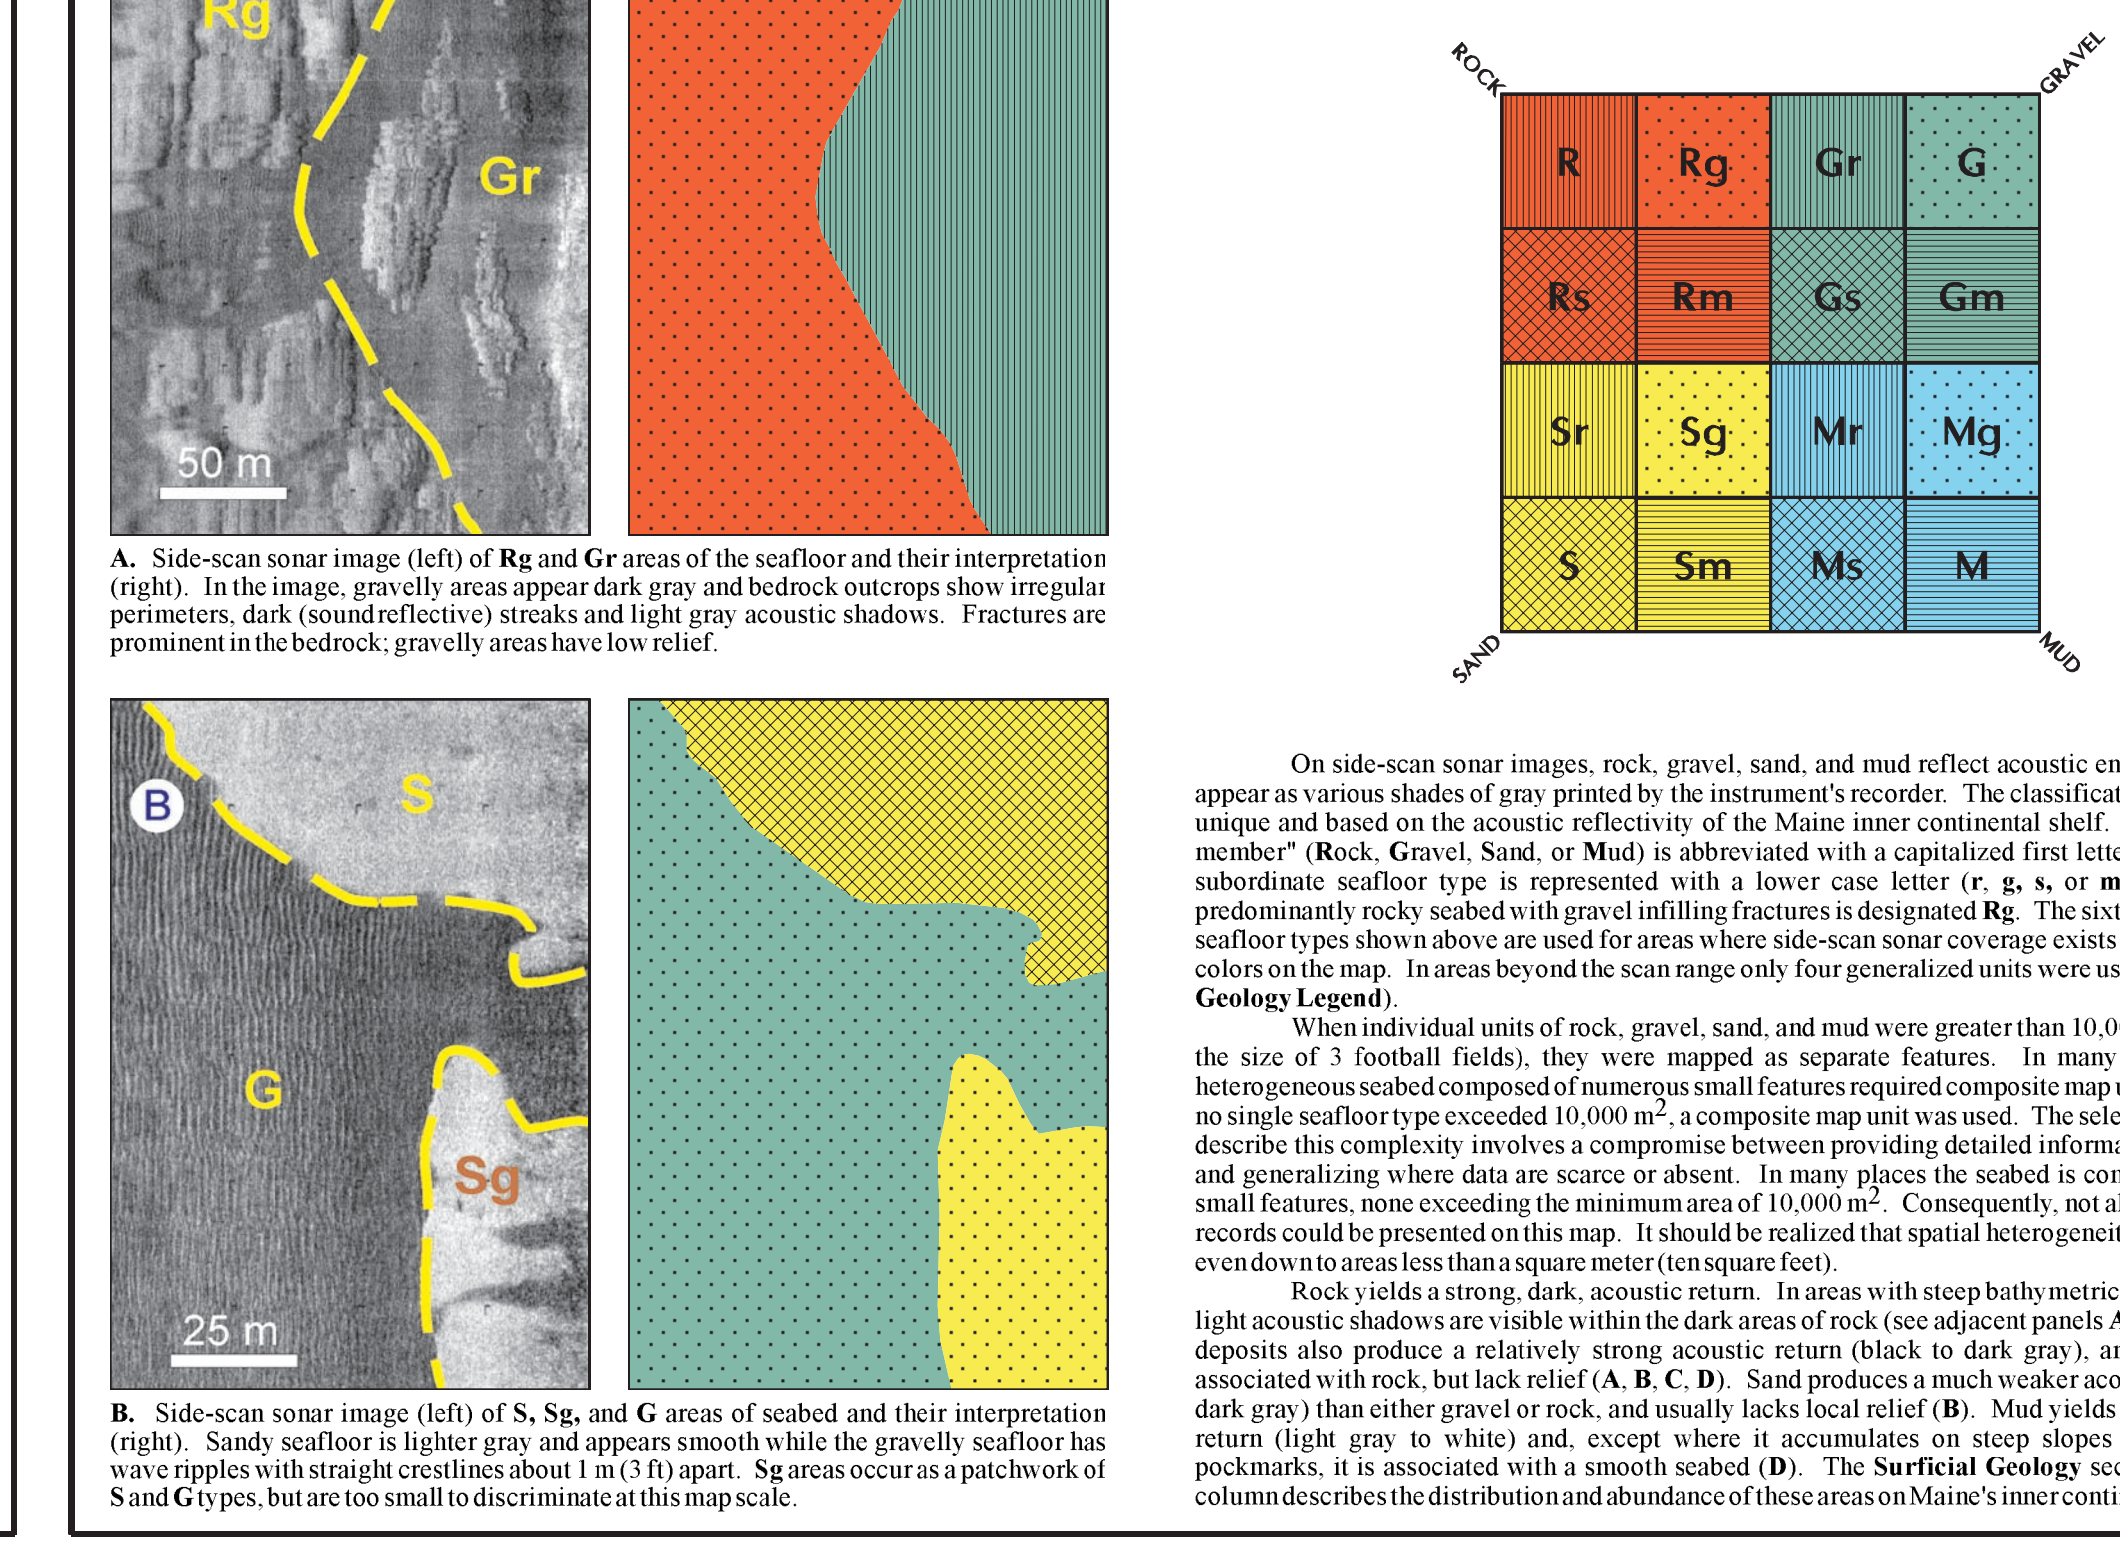 Rg
Gr
50 m
A. Side-scan sonar image (left) of Rg and Gr areas of the seafloor and their interpretation
(right). In the image, gravelly areas appear dark gray and bedrock outcrops show irregular
perimeters, dark (sound reflective) streaks and light gray acoustic shadows. Fractures are
prominent in the bedrock; gravelly areas have low relief.
B
S
G
Sg
25 m
B. Side-scan sonar image (left) of S, Sg, and G areas of seabed and their interpretation
(right). Sandy seafloor is lighter gray and appears smooth while the gravelly seafloor has
wave ripples with straight crestlines about 1 m (3 ft) apart. Sg areas occur as a patchwork of
S and G types, but are too small to discriminate at this map scale.
ROCK
GRAVEL
R Rg Gr G
Rs Rm Gs Gm
Sr Sg Mr Mg
S Sm Ms M
SAND
MUD
On side-scan sonar images, rock, gravel, sand, and mud reflect acoustic en
appear as various shades of gray printed by the instrument's recorder. The classificat
unique and based on the acoustic reflectivity of the Maine inner continental shelf.
member" (Rock, Gravel, Sand, or Mud) is abbreviated with a capitalized first lette
subordinate seafloor type is represented with a lower case letter (r, g, s, or m
predominantly rocky seabed with gravel infilling fractures is designated Rg. The sixt
seafloor types shown above are used for areas where side-scan sonar coverage exists
colors on the map. In areas beyond the scan range only four generalized units were us
Geology Legend).
When individual units of rock, gravel, sand, and mud were greater than 10,0
the size of 3 football fields), they were mapped as separate features. In many
heterogeneous seabed composed of numerous small features required composite map u
no single seafloor type exceeded 10,000 m2, a composite map unit was used. The sele
describe this complexity involves a compromise between providing detailed informa
and generalizing where data are scarce or absent. In many places the seabed is con
small features, none exceeding the minimum area of 10,000 m2. Consequently, not al
records could be presented on this map. It should be realized that spatial heterogeneit
even down to areas less than a square meter (ten square feet).
Rock yields a strong, dark, acoustic return. In areas with steep bathymetric
light acoustic shadows are visible within the dark areas of rock (see adjacent panels A
deposits also produce a relatively strong acoustic return (black to dark gray), ar
associated with rock, but lack relief (A, B, C, D). Sand produces a much weaker aco
dark gray) than either gravel or rock, and usually lacks local relief (B). Mud yields
return (light gray to white) and, except where it accumulates on steep slopes
pockmarks, it is associated with a smooth seabed (D). The Surficial Geology sec
column describes the distribution and abundance of these areas on Maine's inner conti